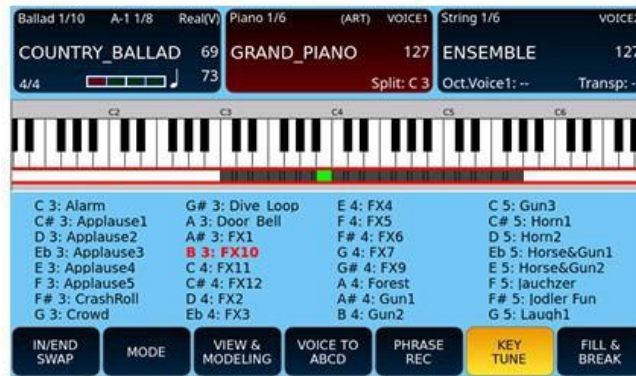 Ballad 1/10 A-1 1/8 Real(V)
COUNTRY_BALLAD 69
4/4 73
Piano 1/6 (ART) VOICE1
GRAND_PIANO 127
Split: C 3
String 1/6 VOICE2
ENSEMBLE 127
Oct.Voice1: -- Transp: -
C2 C3 C4 C5 C6
C 3: Alarm
C# 3: Applause1
D 3: Applause2
Eb 3: Applause3
E 3: Applause4
F 3: Applause5
F# 3: CrashRoll
G 3: Crowd
G# 3: Dive Loop
A 3: Door Bell
A# 3: FX1
B 3: FX10
C 4: FX11
C# 4: FX12
D 4: FX2
Eb 4: FX3
E 4: FX4
F 4: FX5
F# 4: FX6
G 4: FX7
G# 4: FX9
A 4: Forest
A# 4: Gun1
B 4: Gun2
C 5: Gun3
C# 5: Horn1
D 5: Horn2
Eb 5: Horse&Gun1
E 5: Horse&Gun2
F 5: Jauchzer
F# 5: Jodler Fun
G 5: Laugh1
IN/END
SWAP
MODE
VIEW &
MODELING
VOICE TO
ABCD
PHRASE
REC
KEY
TUNE
FILL &
BREAK